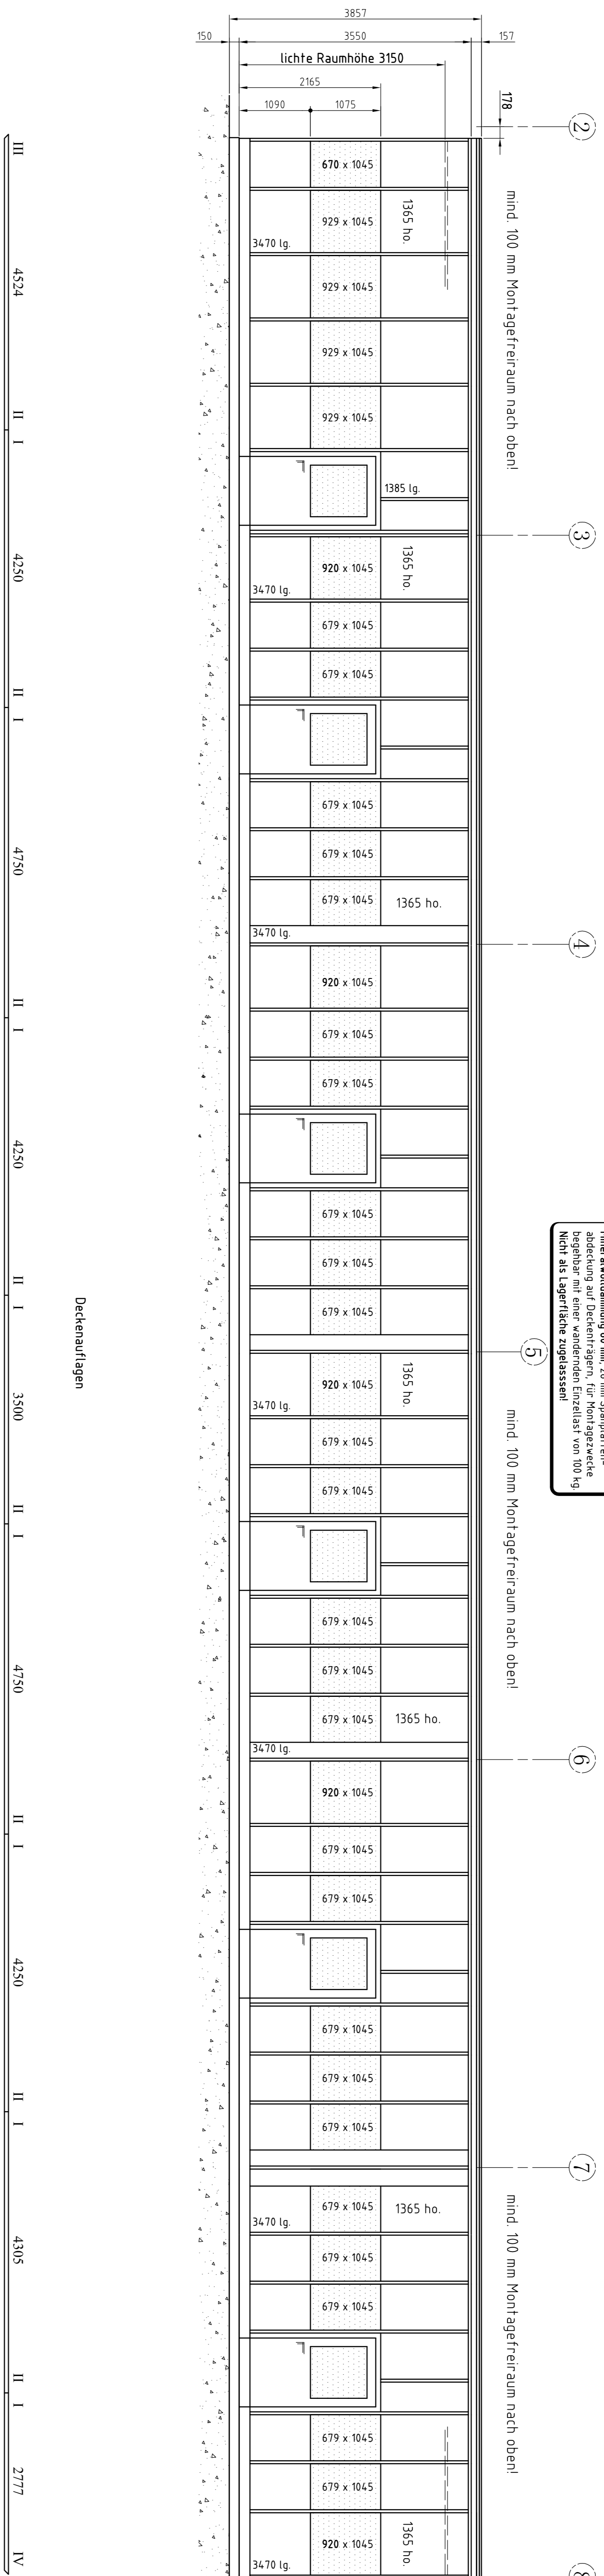 3857
150
3550
157
lichte Raumhöhe 3150
2165
1090
1075
178
2
mind. 100 mm Montagefreiraum nach oben!
670 x 1045
1365 ho.
929 x 1045
3470 lg.
929 x 1045
929 x 1045
929 x 1045
1385 lg.
3
920 x 1045
1365 ho.
3470 lg.
679 x 1045
679 x 1045
679 x 1045
679 x 1045
679 x 1045
1365 ho.
3470 lg.
4
920 x 1045
679 x 1045
679 x 1045
679 x 1045
679 x 1045
679 x 1045
abdeckung auf Deckenträgern, für Montagezwecke
begehbar mit einer wandernden Einzellast von 100 kg.
Nicht als Lagerfläche zugelasssen!
5
920 x 1045
1365 ho.
3470 lg.
mind. 100 mm Montagefreiraum nach oben!
679 x 1045
679 x 1045
679 x 1045
679 x 1045
679 x 1045
1365 ho.
3470 lg.
6
920 x 1045
679 x 1045
679 x 1045
679 x 1045
679 x 1045
679 x 1045
7
679 x 1045
1365 ho.
3470 lg.
mind. 100 mm Montagefreiraum nach oben!
679 x 1045
679 x 1045
679 x 1045
679 x 1045
920 x 1045
1365 ho.
3470 lg.
8
Deckenauflagen
III 4524 II
I 4250 II
I 4750 II
I 4250 II
I 3500 II
I 4750 II
I 4250 II
I 4305 II
I 2777 IV